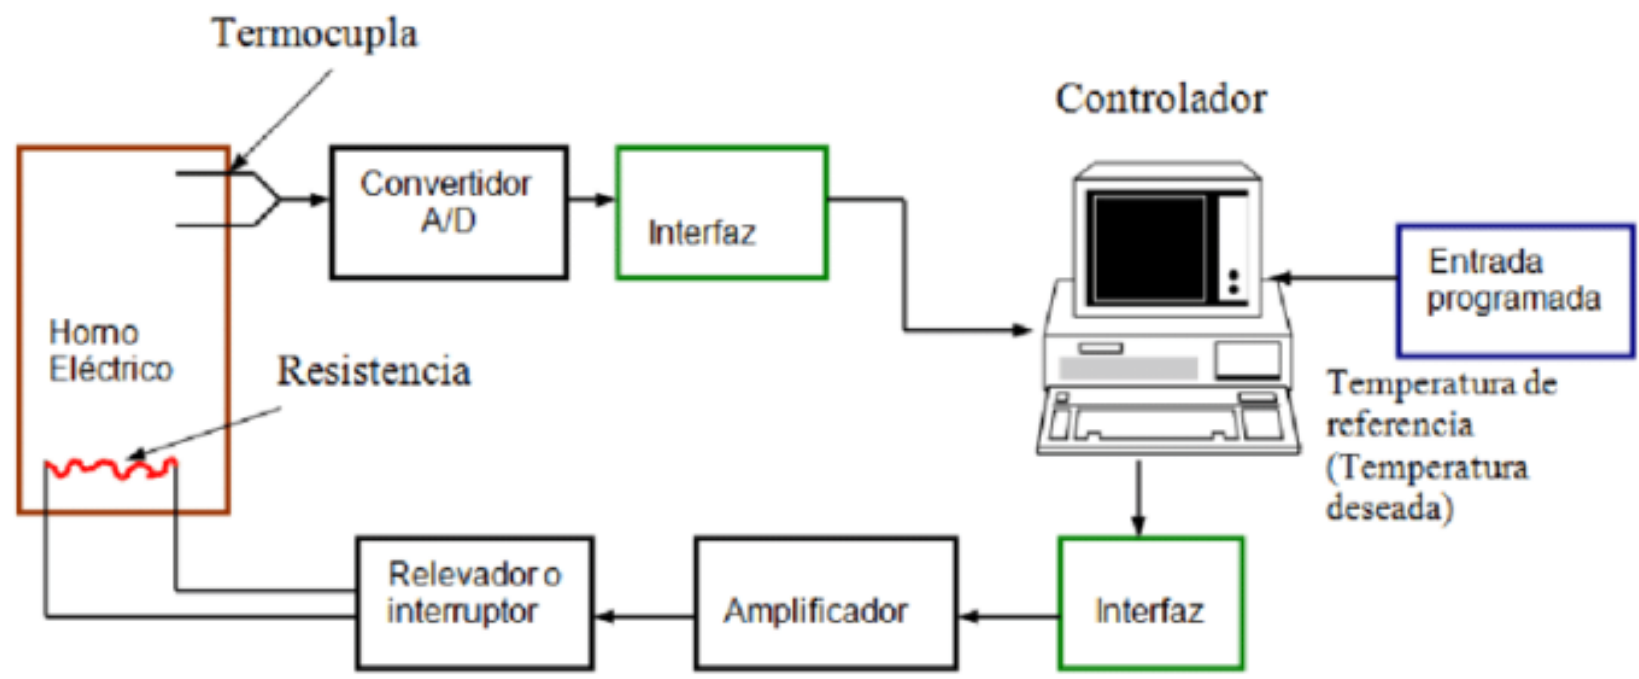 Termocupla
Controlador
Convertidor
A/D
Interfaz
Entrada
programada
Horno
Eléctrico
Resistencia
Temperatura de
referencia
(Temperatura
deseada)
Relevador o
interruptor
Amplificador
Interfaz